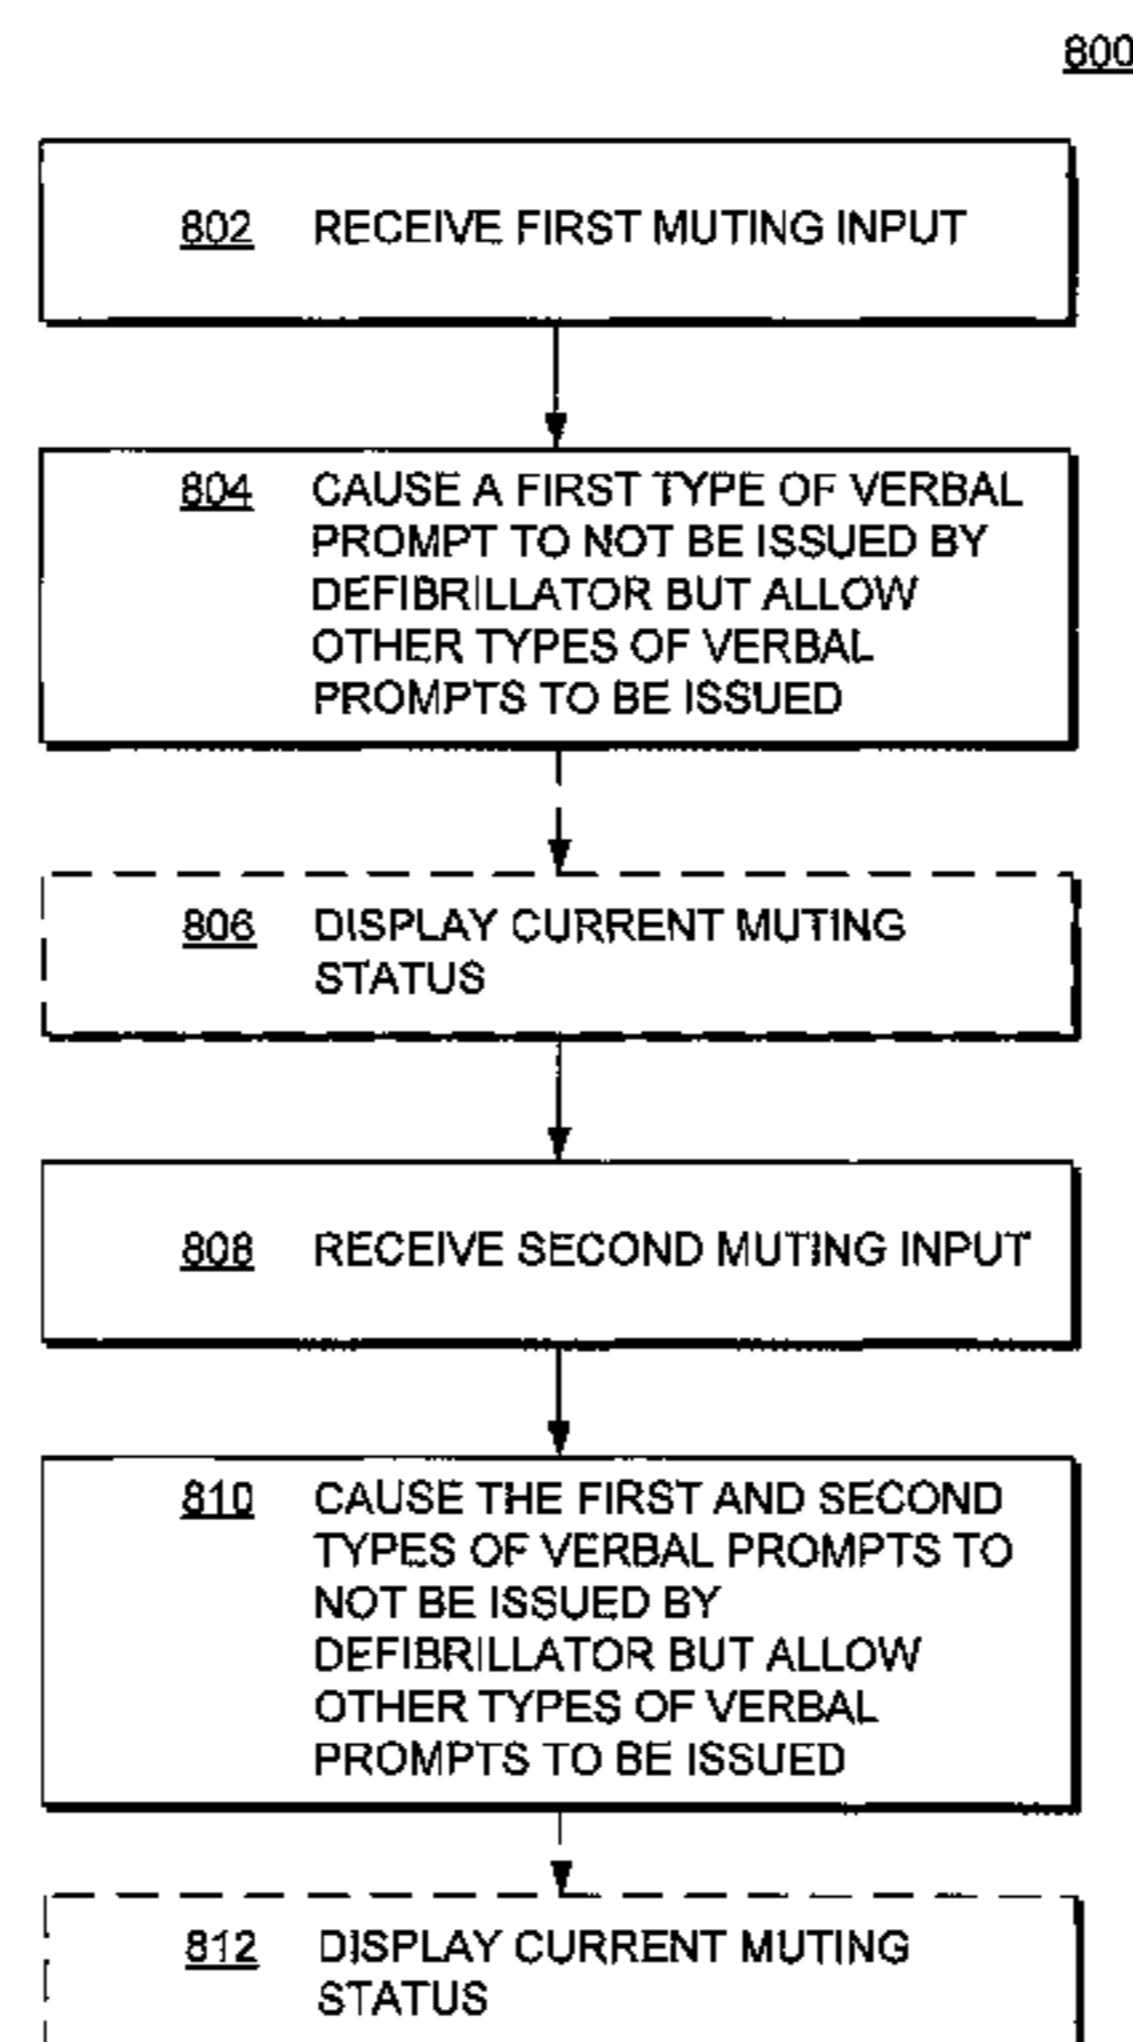 800
802 RECEIVE FIRST MUTING INPUT
804 CAUSE A FIRST TYPE OF VERBAL
PROMPT TO NOT BE ISSUED BY
DEFIBRILLATOR BUT ALLOW
OTHER TYPES OF VERBAL
PROMPTS TO BE ISSUED
806 DISPLAY CURRENT MUTING
STATUS
808 RECEIVE SECOND MUTING INPUT
810 CAUSE THE FIRST AND SECOND
TYPES OF VERBAL PROMPTS TO
NOT BE ISSUED BY
DEFIBRILLATOR BUT ALLOW
OTHER TYPES OF VERBAL
PROMPTS TO BE ISSUED
812 DISPLAY CURRENT MUTING
STATUS